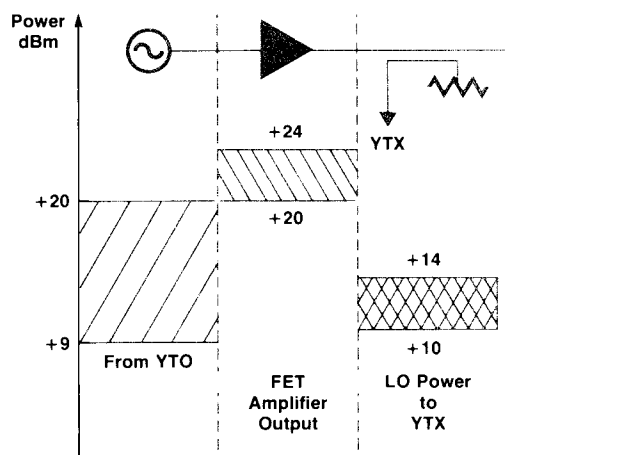 Power
dBm
YTX
+24
+20
+20
+14
+9
+10
From YTO
FET
Amplifier
Output
LO Power
to
YTX